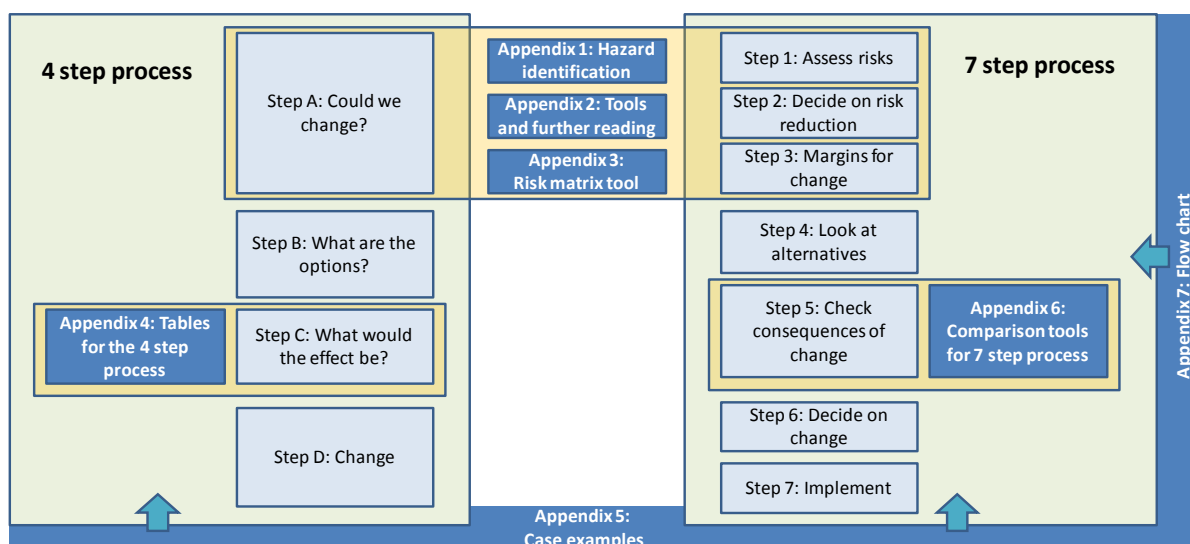 4 step process
Step A: Could we
change?
Step B: What are the
options?
Appendix 4: Tables
for the 4 step
process
Step C: What would
the effect be?
Step D: Change
Appendix 1: Hazard
identification
Appendix 2: Tools
and further reading
Appendix 3:
Risk matrix tool
7 step process
Step 1: Assess risks
Step 2: Decide on risk
reduction
Step 3: Margins for
change
Step 4: Look at
alternatives
Step 5: Check
consequences of
change
Appendix 6:
Comparison tools
for 7 step process
Step 6: Decide on
change
Step 7: Implement
Appendix 7: Flow chart
Appendix 5:
Case examples